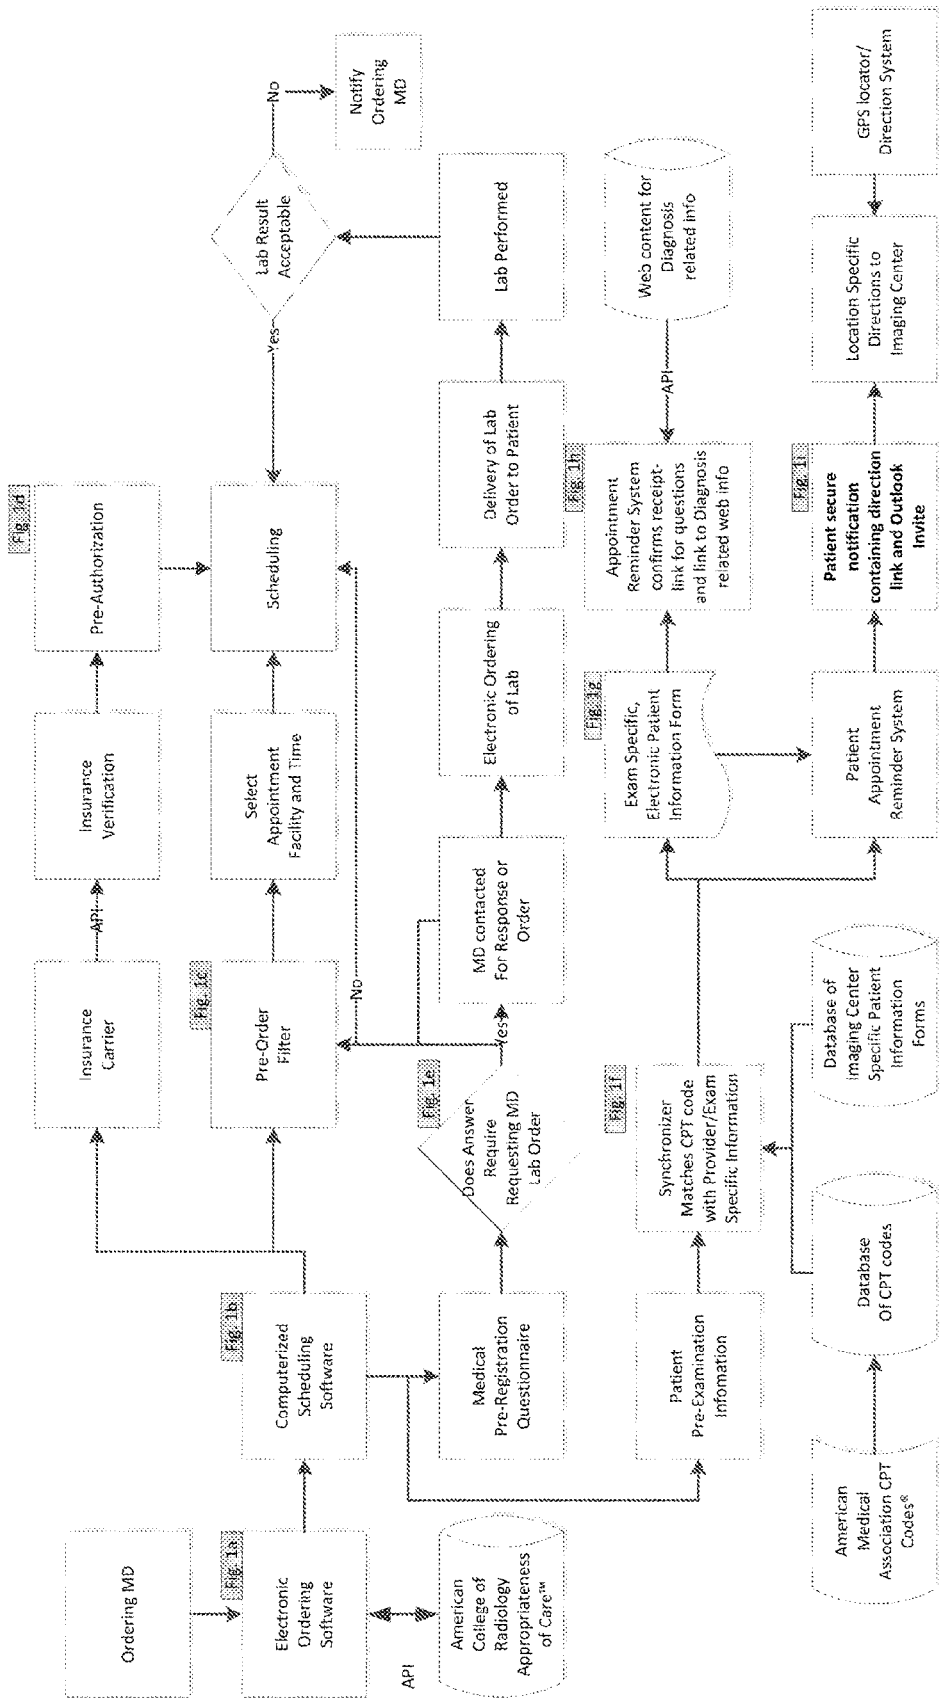 Ordering MD
Fig. 1a
Electronic
Ordering
Software
API
American
College of
Radiology
Appropriateness
of Care™
Fig. 1b
Computerized
Scheduling
Software
Insurance
Carrier
API
Insurance
Verification
Fig. 1d
Pre-Authorization
Fig. 1c
Pre-Order
Filter
Select
Appointment
Facility and Time
Scheduling
Yes
Lab Result
Acceptable
No
Notify
Ordering
MD
No
Medical
Pre-Registration
Questionnaire
Fig. 1e
Does Answer
Require
Requesting MD
Lab Order
Yes
MD contacted
For Response or
Order
Electronic Ordering
of Lab
Delivery of Lab
Order to Patient
Lab Performed
Patient
Pre-Examination
Infomation
Fig. 1f
Synchronizer
Matches CPT code
with Provider/Exam
Specific Information
Fig. 1g
Exam Specific,
Electronic Patient
Information Form
Fig. 1h
Appointment
Reminder System
confirms receipt-
link for questions
and link to Diagnosis
related web info
API
Web content for
Diagnosis
related info
American
Medical
Association CPT
Codes®
Database
Of CPT codes
Database of
Imaging Center
Specific Patient
Information
Forms
Patient
Appointment
Reminder System
Fig. 1i
Patient secure
notification
containing direction
link and Outlook
Invite
Location Specific
Directions to
Imaging Center
GPS locator/
Direction System